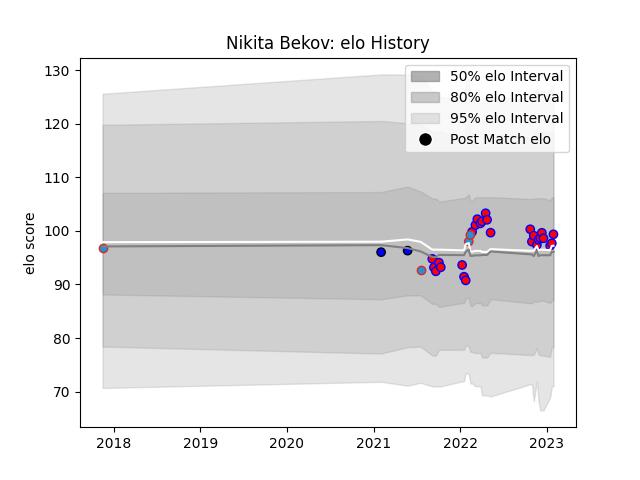 Nikita Bekov: elo History
50% elo Interval
80% elo Interval
95% elo Interval
Post Match elo
elo score
130
120
110
100
90
80
70
2018 2019 2020 2021 2022 2023